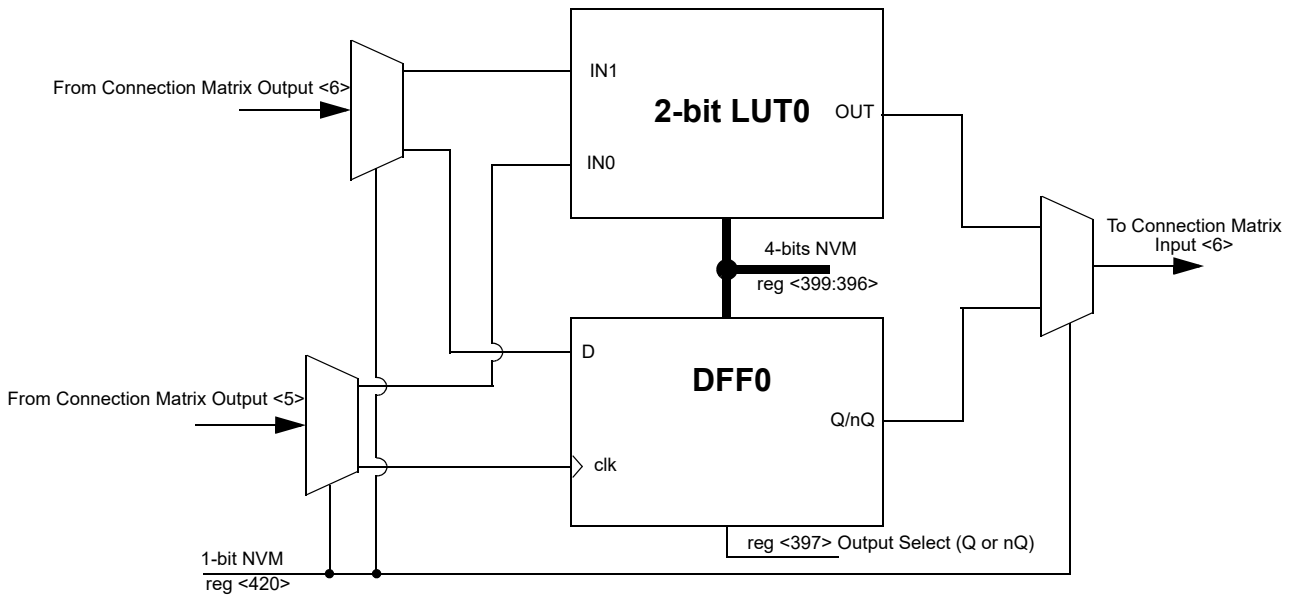 From Connection Matrix Output <6>
IN1
2-bit LUT0
OUT
IN0
To Connection Matrix
Input <6>
4-bits NVM
reg <399:396>
D
DFF0
From Connection Matrix Output <5>
Q/nQ
clk
reg <397> Output Select (Q or nQ)
1-bit NVM
reg <420>